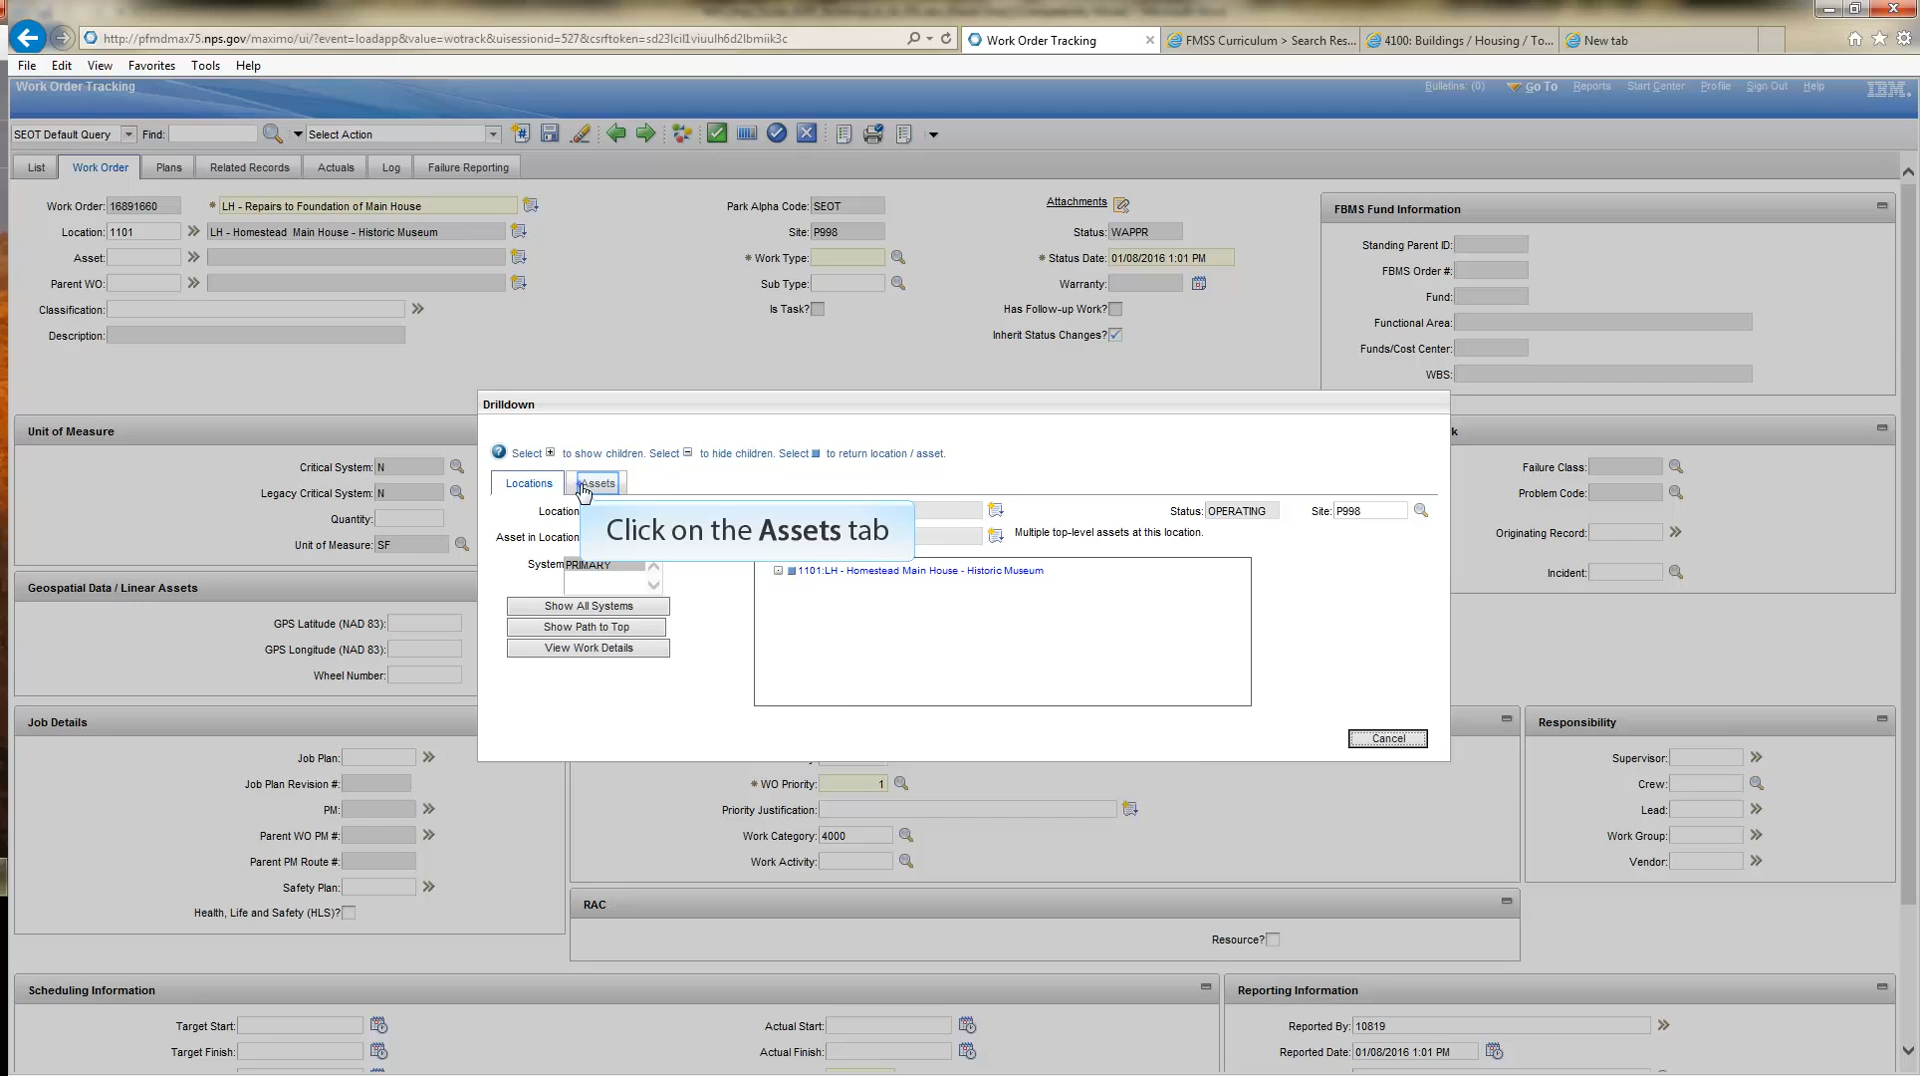 http://pfmdmax75.nps.gov/maximo/ui/?event=loadapp&value=wotrack&uisessionid=527&csrftoken=sd23lcil1viuulh6d2lbmiik3c
Work Order Tracking
FMSS Curriculum > Search Res...
4100: Buildings / Housing / To...
New tab
File Edit View Favorites Tools Help
Work Order Tracking
Bulletins: (0) Go To Reports Start Center Profile Sign Out Help IBM.
SEOT Default Query Find: Select Action
List Work Order Plans Related Records Actuals Log Failure Reporting
Work Order: 16891660 * LH - Repairs to Foundation of Main House
Park Alpha Code: SEOT
Attachments
FBMS Fund Information
Location: 1101 LH - Homestead Main House - Historic Museum
Site: P998
Status: WAPPR
Standing Parent ID:
Asset:
* Work Type:
* Status Date: 01/08/2016 1:01 PM
FBMS Order #:
Parent WO:
Sub Type:
Warranty:
Fund:
Classification:
Is Task?
Has Follow-up Work?
Functional Area:
Description:
Inherit Status Changes?
Funds/Cost Center:
WBS:
Drilldown
Select to show children. Select to hide children. Select to return location / asset.
Locations Assets
Location
Status: OPERATING Site: P998
Click on the Assets tab
Asset in Location
Multiple top-level assets at this location.
System PRIMARY
1101:LH - Homestead Main House - Historic Museum
Show All Systems
Show Path to Top
View Work Details
Cancel
Unit of Measure
k
Critical System: N
Failure Class:
Legacy Critical System: N
Problem Code:
Quantity:
Originating Record:
Unit of Measure: SF
Incident:
Geospatial Data / Linear Assets
GPS Latitude (NAD 83):
GPS Longitude (NAD 83):
Wheel Number:
Job Details
Responsibility
Job Plan:
Supervisor:
Job Plan Revision #:
* WO Priority: 1
Crew:
PM:
Priority Justification:
Lead:
Parent WO PM #:
Work Category: 4000
Work Group:
Parent PM Route #:
Work Activity:
Vendor:
Safety Plan:
Health, Life and Safety (HLS)?
RAC
Resource?
Scheduling Information
Reporting Information
Target Start:
Actual Start:
Reported By: 10819
Target Finish:
Actual Finish:
Reported Date: 01/08/2016 1:01 PM